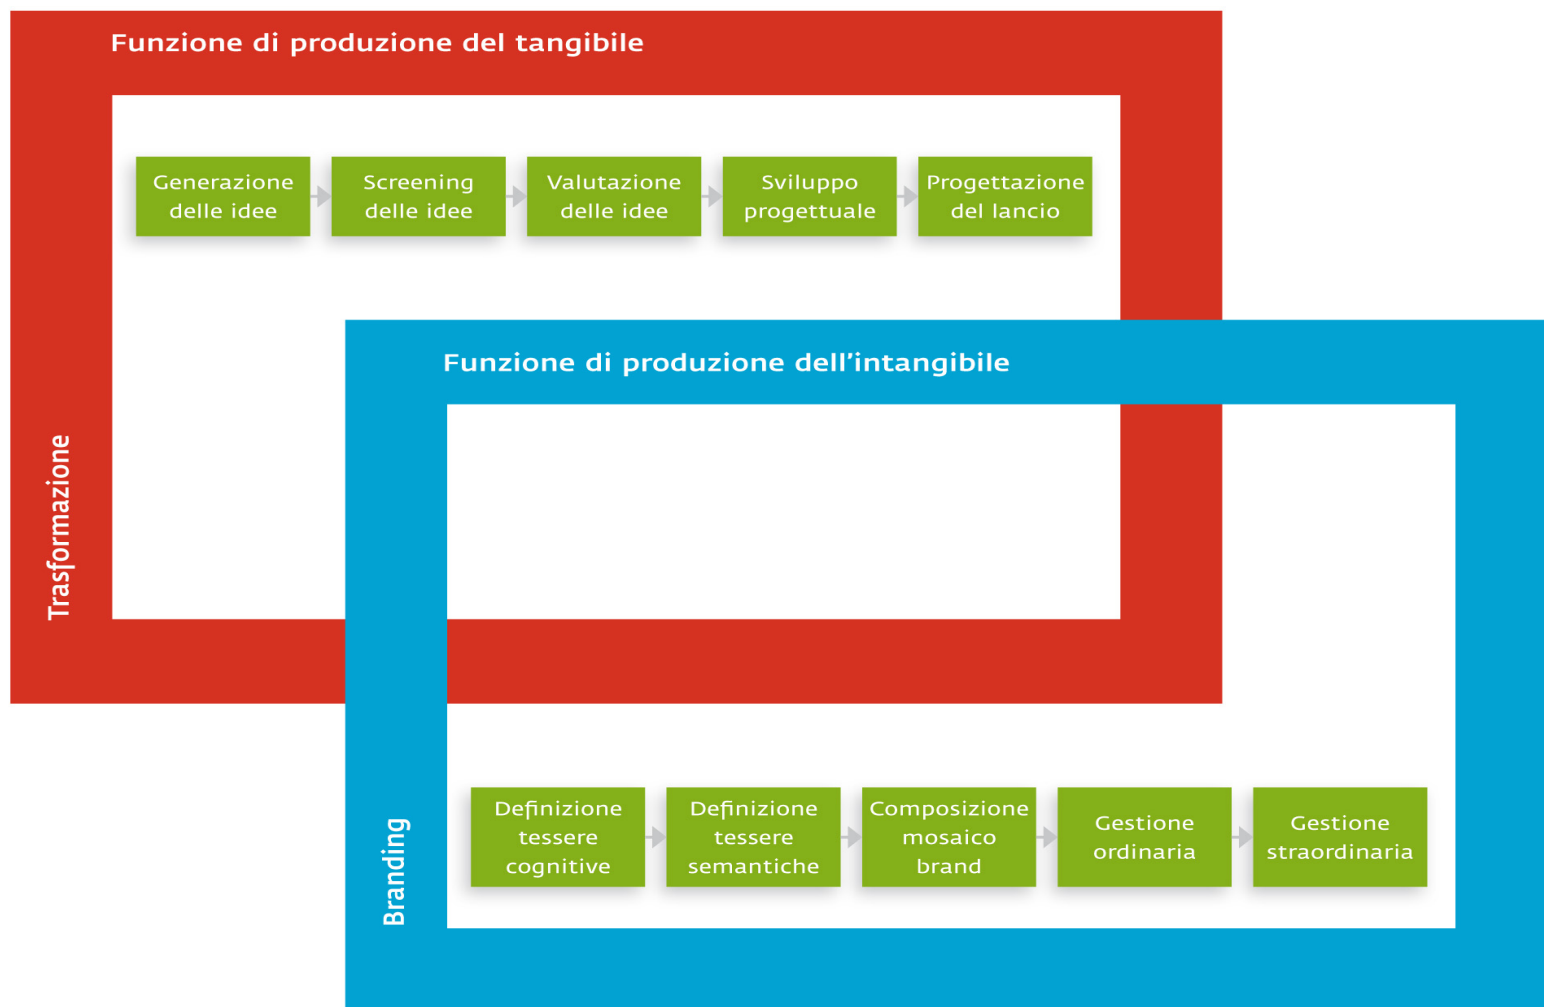 Funzione di produzione del tangibile
Generazione
delle idee
Screening
delle idee
Valutazione
delle idee
Sviluppo
progettuale
Progettazione
del lancio
Trasformazione
Funzione di produzione dell'intangibile
Definizione
tessere
cognitive
Definizione
tessere
semantiche
Composizione
mosaico
brand
Gestione
ordinaria
Gestione
straordinaria
Branding